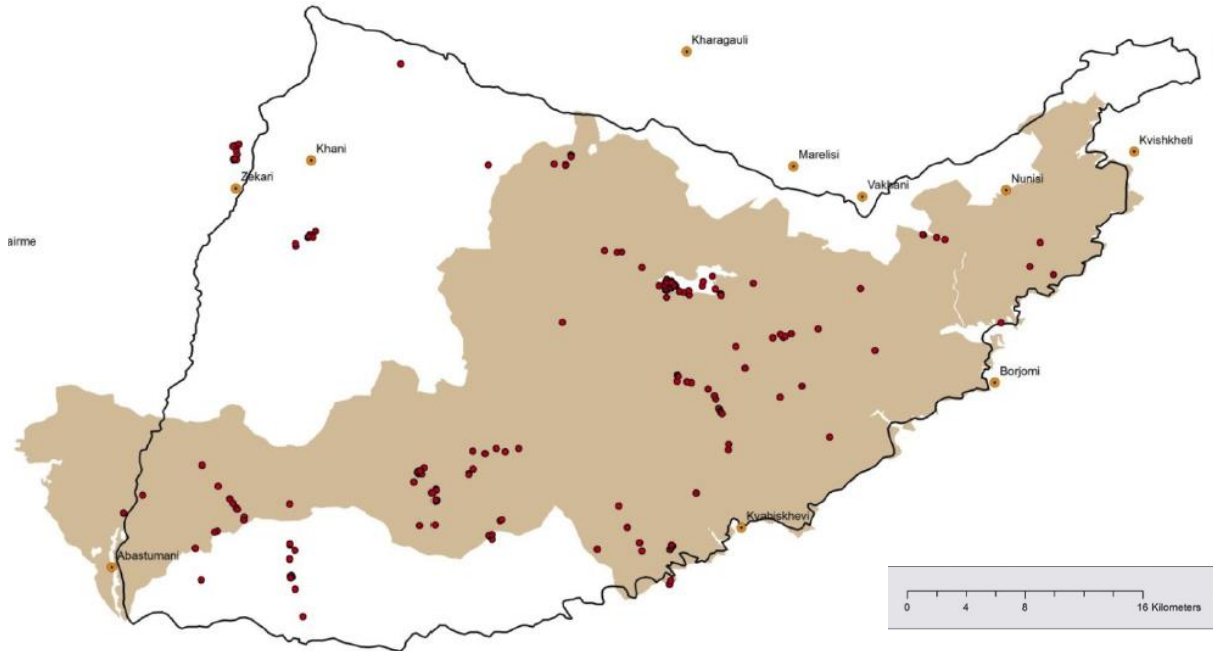 Kharagauli
Khani
Marelisi
Kvishkheti
Zekari
Vakhani
Nunisi
airme
Borjomi
Kvabiskhevi
Abastumani
0 4 8 16 Kilometers